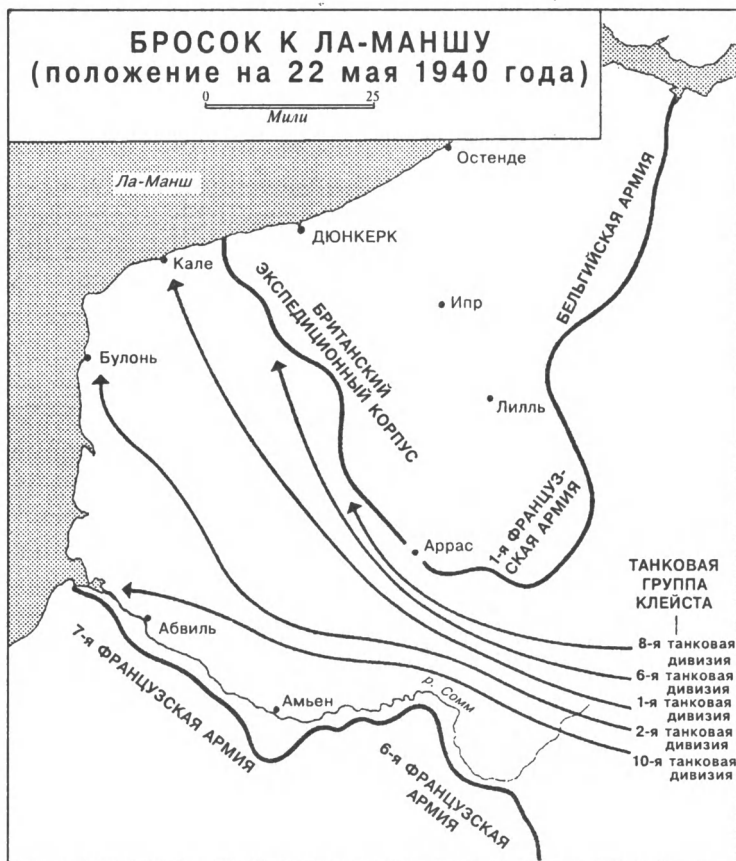 БРОСОК К ЛА-МАНШУ
(положение на 22 мая 1940 года)
0 25
Мили
Ла-Манш
Остенде
ДЮНКЕРК
Кале
БЕЛЬГИЙСКАЯ АРМИЯ
БРИТАНСКИЙ
ЭКСПЕДИЦИОННЫЙ КОРПУС
Ипр
Булонь
Лилль
1-я ФРАНЦУЗ-
СКАЯ АРМИЯ
Аррас
ТАНКОВАЯ
ГРУППА
КЛЕЙСТА
8-я танковая
дивизия
6-я танковая
дивизия
1-я танковая
дивизия
2-я танковая
дивизия
10-я танковая
дивизия
Абвиль
7-я ФРАНЦУЗСКАЯ АРМИЯ
Амьен
р. Сомм
6-я ФРАНЦУЗСКАЯ
АРМИЯ